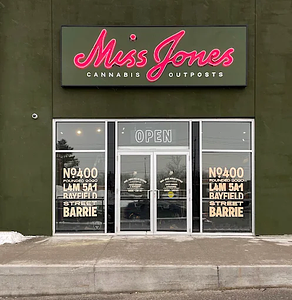 Miss Jones
CANNABIS OUTPOSTS
OPEN
No400
FOUNDED 2020
L4M 5A1
BAYFIELD
STREET
BARRIE
No400
FOUNDED 2020
L4M 5A1
BAYFIELD
STREET
BARRIE